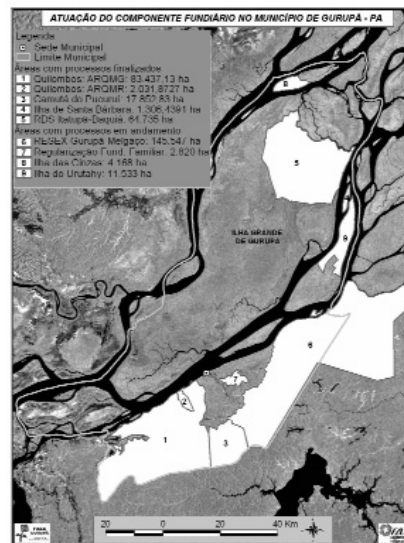 ATUAÇÃO DO COMPONENTE FUNDIÁRIO NO MUNICÍPIO DE GURUPÁ - PA
Legenda
Sede Municipal
Limite Municipal
Áreas com processos finalizados
1 Quilombos: ARQMG: 83.437,13 ha
2 Quilombos: ARQMR: 2.031,8727 ha
3 Camutá do Pucuruí: 17.852,83 ha
4 Ilha de Santa Bárbara: 1.306,4391 ha
5 RDS Itatupã-Baquiá: 64.735 ha
Áreas com processos em andamento
6 RESEX Gurupá Melgaço: 145.547 ha
7 Regularização Fund. Familiar: 2.620 ha
8 Ilha das Cinzas: 4.168 ha
9 Ilha do Urutahy: 11.533 ha
8
5
ILHA GRANDE
DE GURUPÁ
9
6
7
2
1
3
20 0 20 40 Km